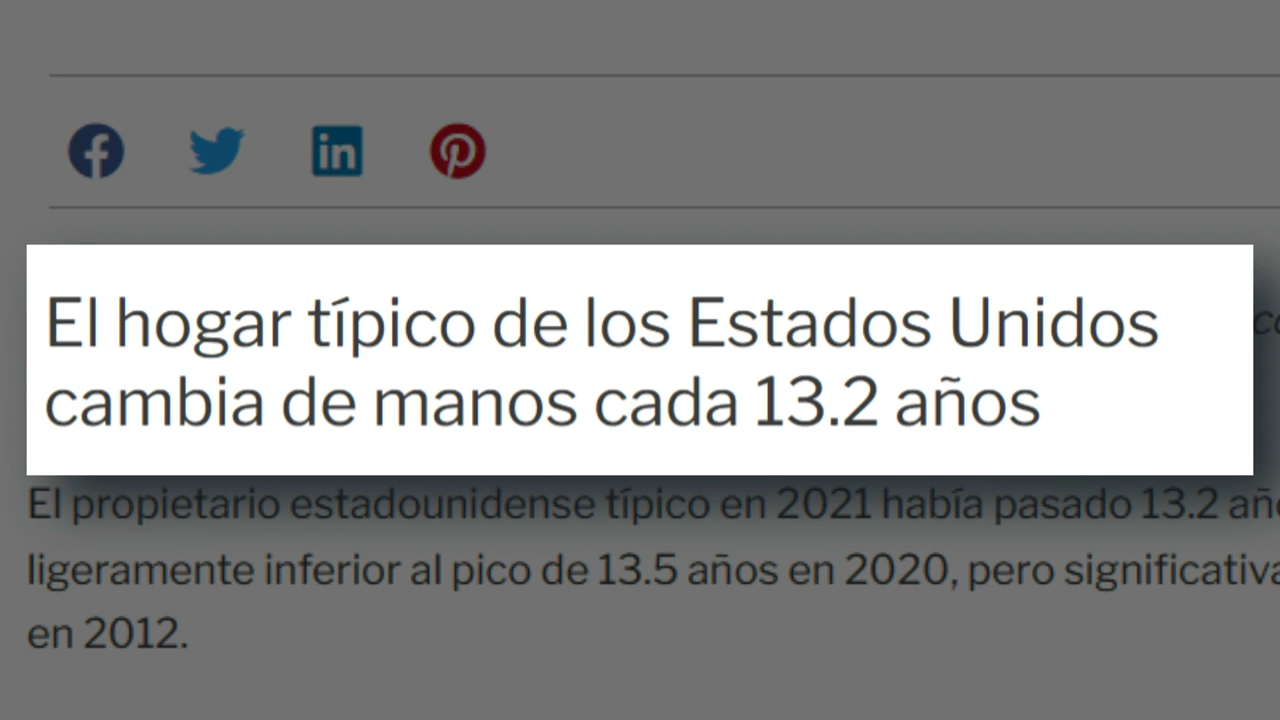 El hogar típico de los Estados Unidos
cambia de manos cada 13.2 años
El propietario estadounidense típico en 2021 había pasado 13.2
ligeramente inferior al pico de 13.5 años en 2020, pero
en 2012.